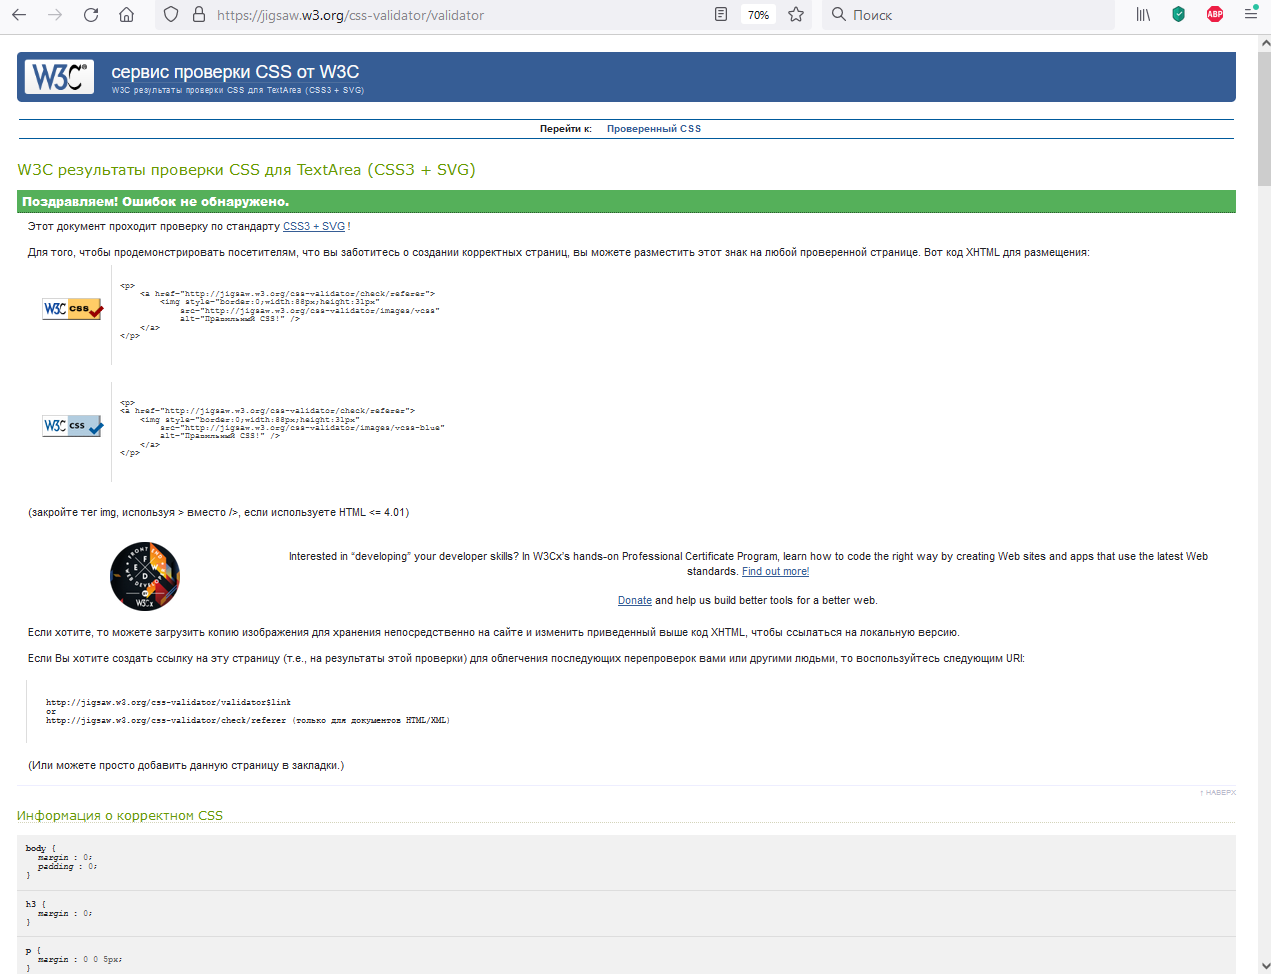 https://jigsaw.w3.org/css-validator/validator
70%
Поиск
ABP
W3C®
сервис проверки CSS от W3C
W3C результаты проверки CSS для TextArea (CSS3 + SVG)
Перейти к: Проверенный CSS
W3C результаты проверки CSS для TextArea (CSS3 + SVG)
Поздравляем! Ошибок не обнаружено.
Этот документ проходит проверку по стандарту CSS3 + SVG !
Для того, чтобы продемонстрировать посетителям, что вы заботитесь о создании корректных страниц, вы можете разместить этот знак на любой проверенной странице. Вот код XHTML для размещения:
W3C css
<p>
<a href="http://jigsaw.w3.org/css-validator/check/referer">
<img style="border:0;width:88px;height:31px"
src="http://jigsaw.w3.org/css-validator/images/vcss"
alt="Правильный CSS!" />
</a>
</p>
W3C css
<p>
<a href="http://jigsaw.w3.org/css-validator/check/referer">
<img style="border:0;width:88px;height:31px"
src="http://jigsaw.w3.org/css-validator/images/vcss-blue"
alt="Правильный CSS!" />
</a>
</p>
(закройте тег img, используя > вместо />, если используете HTML <= 4.01)
FRONT END
WEB DEVELOPER
F E W D
W3Cx
Interested in “developing” your developer skills? In W3Cx’s hands-on Professional Certificate Program, learn how to code the right way by creating Web sites and apps that use the latest Web
standards. Find out more!
Donate and help us build better tools for a better web.
Если хотите, то можете загрузить копию изображения для хранения непосредственно на сайте и изменить приведенный выше код XHTML, чтобы ссылаться на локальную версию.
Если Вы хотите создать ссылку на эту страницу (т.е., на результаты этой проверки) для облегчения последующих перепроверок вами или другими людьми, то воспользуйтесь следующим URI:
http://jigsaw.w3.org/css-validator/validator$link
or
http://jigsaw.w3.org/css-validator/check/referer (только для документов HTML/XML)
(Или можете просто добавить данную страницу в закладки.)
↑ НАВЕРХ
Информация о корректном CSS
body {
margin : 0;
padding : 0;
}
h3 {
margin : 0;
}
p {
margin : 0 0 5px;
}